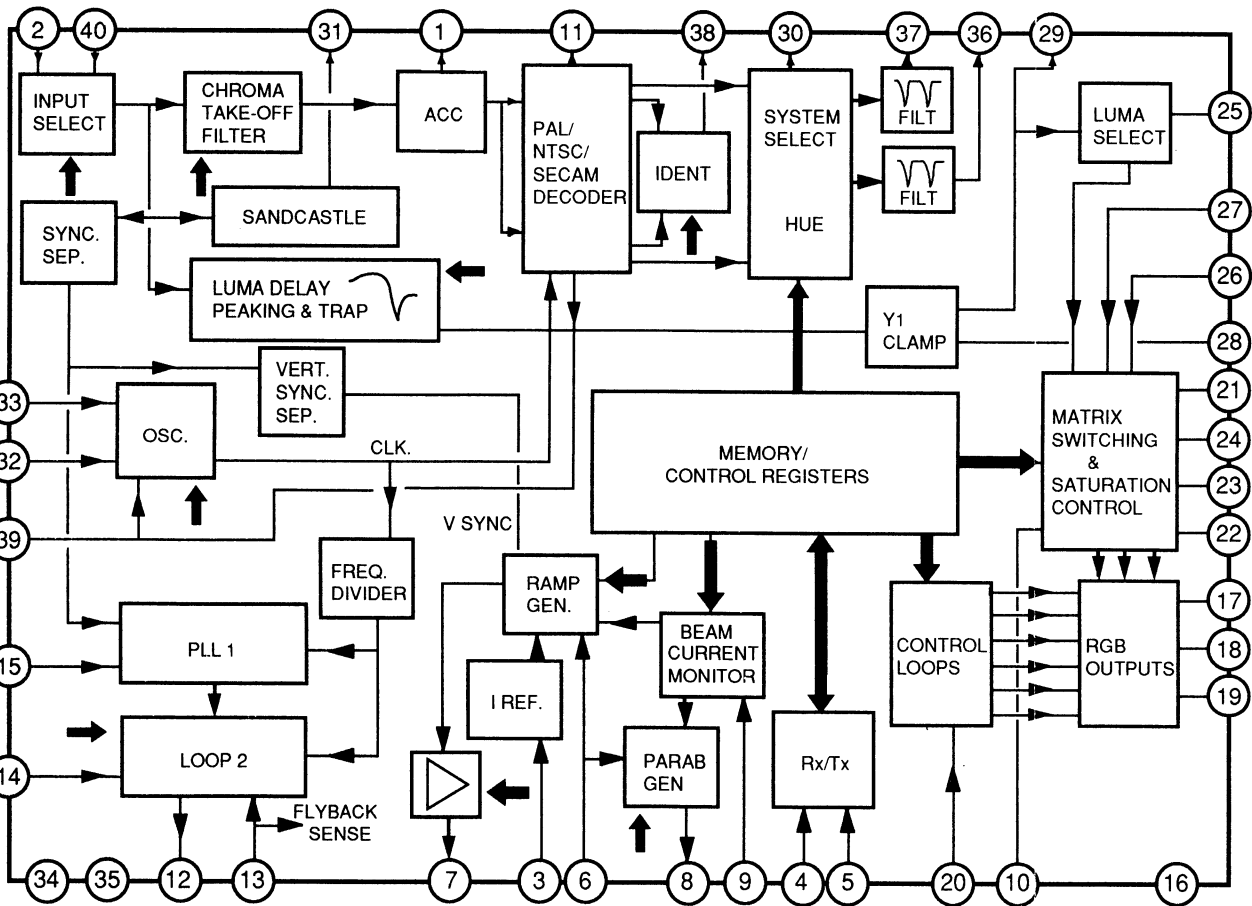 2
40
31
1
11
38
30
37
36
29
INPUT
SELECT
CHROMA
TAKE-OFF
FILTER
ACC
PAL/
NTSC/
SECAM
DECODER
IDENT
SYSTEM
SELECT
HUE
FILT
FILT
LUMA
SELECT
25
SYNC.
SEP.
SANDCASTLE
27
LUMA DELAY
PEAKING & TRAP
26
Y1
CLAMP
28
VERT.
SYNC.
SEP.
33
OSC.
32
CLK.
MEMORY/
CONTROL REGISTERS
MATRIX
SWITCHING
&
SATURATION
CONTROL
21
24
23
22
39
V SYNC
FREQ.
DIVIDER
RAMP
GEN.
BEAM
CURRENT
MONITOR
CONTROL
LOOPS
RGB
OUTPUTS
17
18
19
PLL 1
15
I REF.
LOOP 2
14
PARAB
GEN
Rx/Tx
FLYBACK
SENSE
34
35
12
13
7
3
6
8
9
4
5
20
10
16